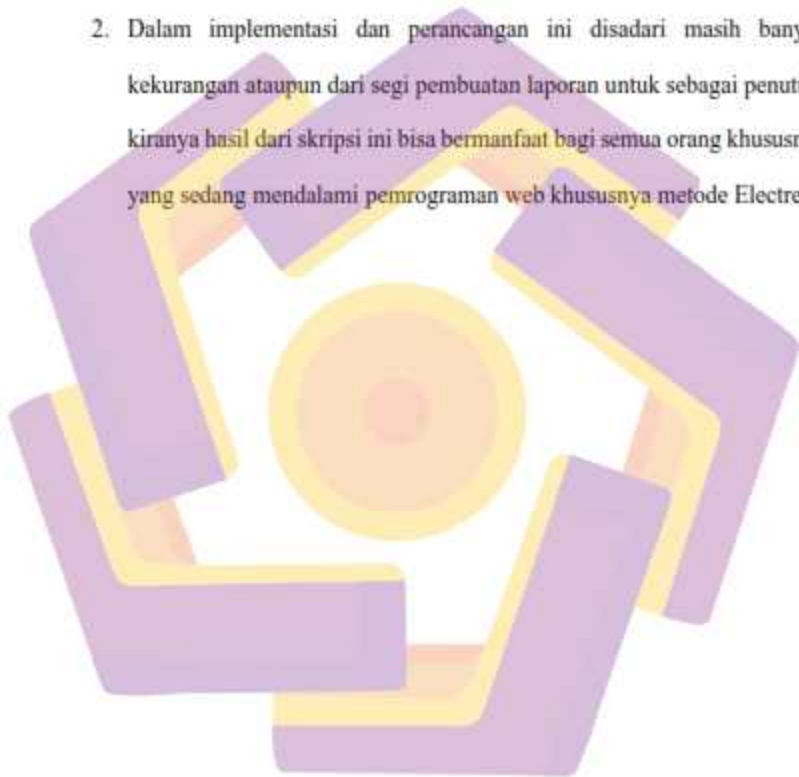 2. Dalam implementasi dan perancangan ini disadari masih bany
kekurangan ataupun dari segi pembuatan laporan untuk sebagai penut
kiranya hasil dari skripsi ini bisa bermanfaat bagi semua orang khususn
yang sedang mendalami pemrograman web khususnya metode Electre